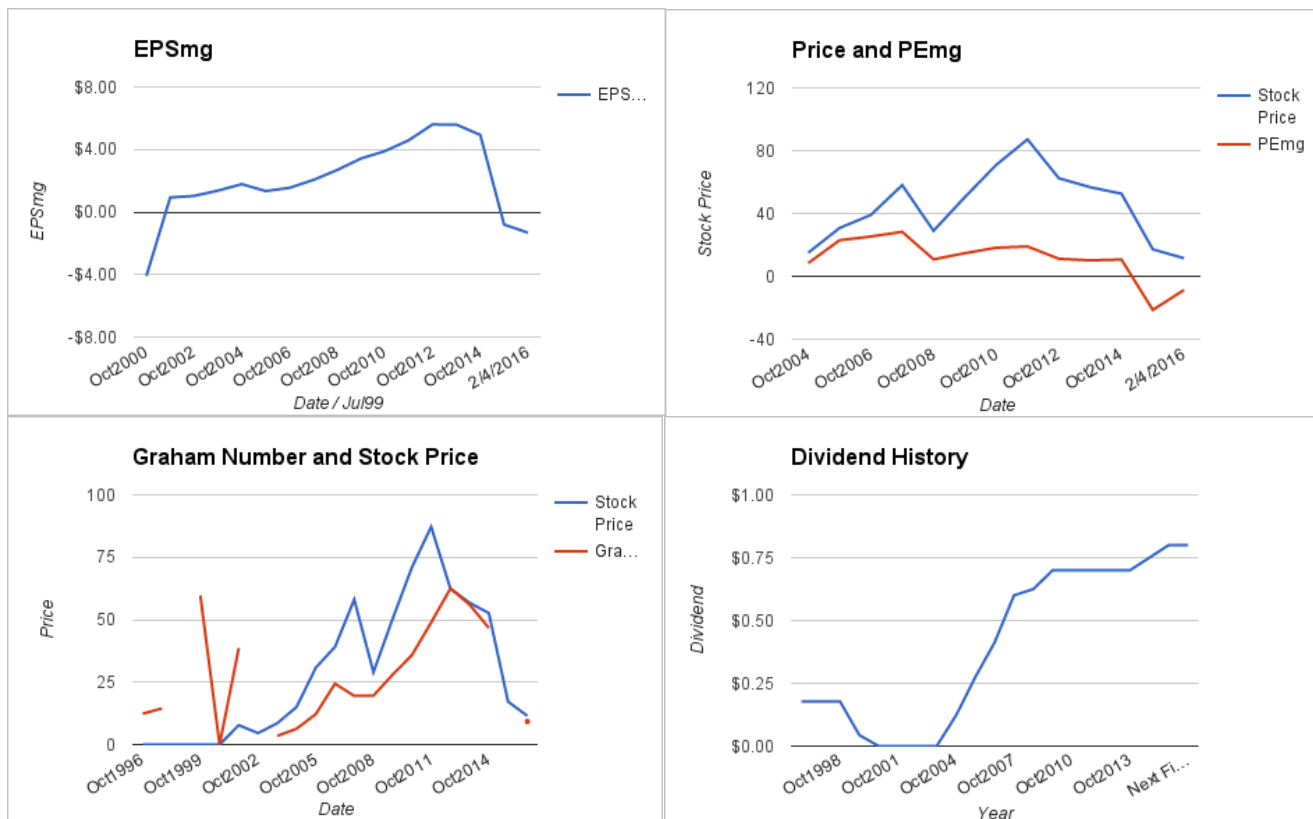 EPSmg
$8.00
$4.00
$0.00
-$4.00
-$8.00
EPSmg
EPS...
Oct2000
Oct2002
Oct2004
Oct2006
Oct2008
Oct2010
Oct2012
Oct2014
2/4/2016
Date / Jul99
Price and PEmg
120
80
40
0
-40
Stock Price
Stock
Price
PEmg
Oct2004
Oct2006
Oct2008
Oct2010
Oct2012
Oct2014
2/4/2016
Date
Graham Number and Stock Price
100
75
50
25
0
Price
Stock
Price
Gra...
Oct1996
Oct1999
Oct2002
Oct2005
Oct2008
Oct2011
Oct2014
Date
Dividend History
$1.00
$0.75
$0.50
$0.25
$0.00
Dividend
Oct1998
Oct2001
Oct2004
Oct2007
Oct2010
Oct2013
Next Fi...
Year